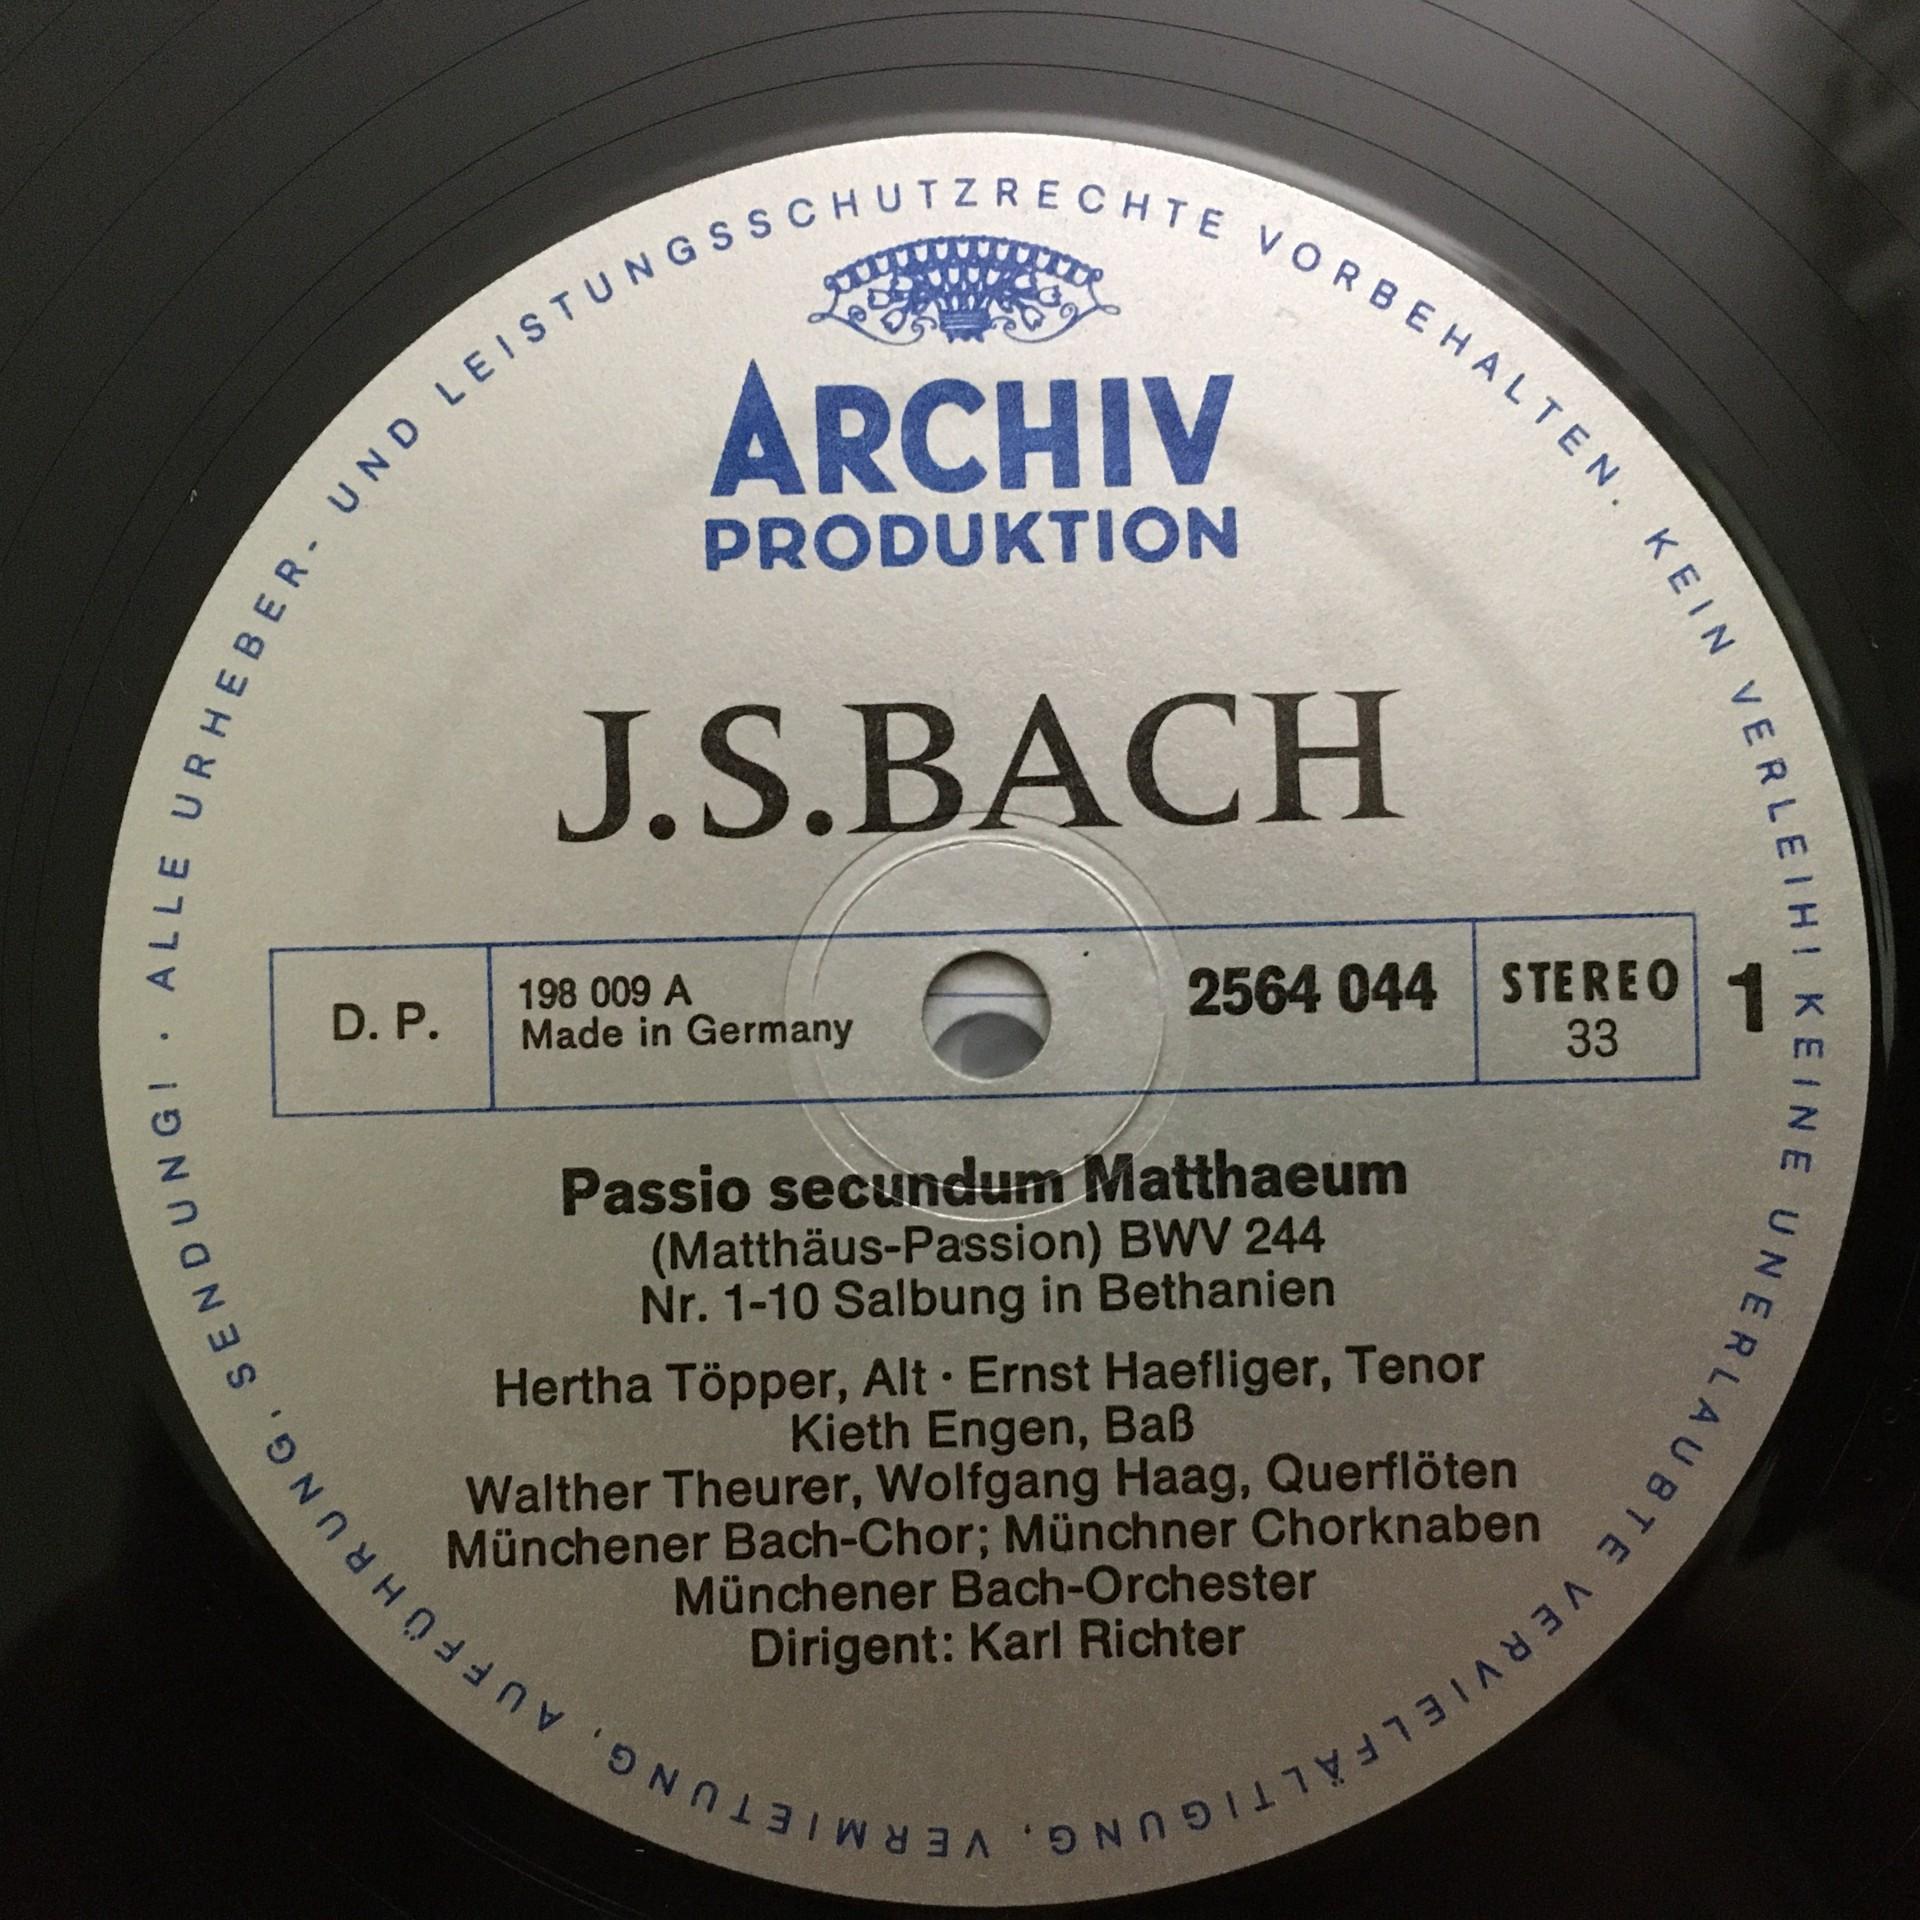 ALLE URHEBER- UND LEISTUNGSSCHUTZRECHTE VORBEHALTEN. KEIN VERLEIH! KEINE UNERLAUBTE VERVIELFÄLTIGUNG, VERMIETUNG, AUFFÜHRUNG, SENDUNG! ·
ARCHIV
PRODUKTION
J.S.BACH
D. P.
198 009 A
Made in Germany
2564 044
STEREO
33
1
Passio secundum Matthaeum
(Matthäus-Passion) BWV 244
Nr. 1-10 Salbung in Bethanien
Hertha Töpper, Alt · Ernst Haefliger, Tenor
Kieth Engen, Baß
Walther Theurer, Wolfgang Haag, Querflöten
Münchener Bach-Chor; Münchner Chorknaben
Münchener Bach-Orchester
Dirigent: Karl Richter